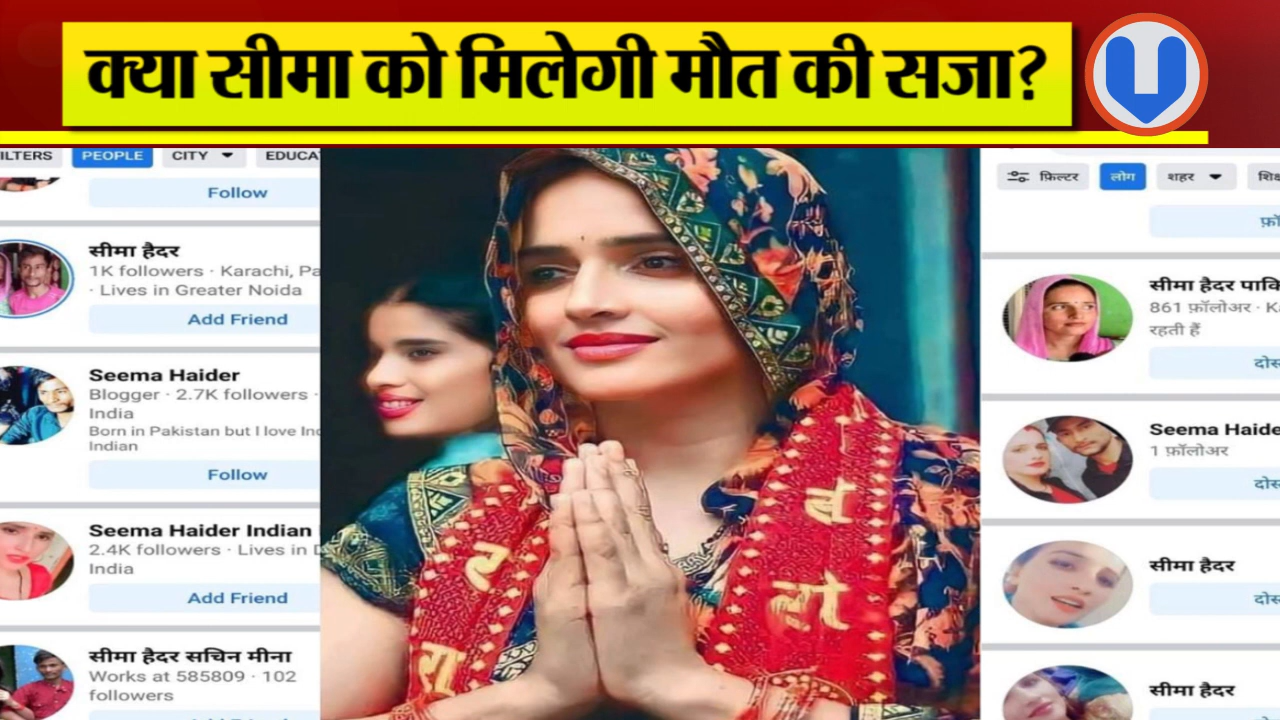 क्या सीमा को मिलेगी मौत की सजा?
ILTERS PEOPLE CITY EDUCA
Follow
सीमा हैदर
1K followers · Karachi, Pa
· Lives in Greater Noida
Add Friend
Seema Haider
Blogger · 2.7K followers ·
India
Born in Pakistan but I love Ind
Indian
Follow
Seema Haider Indian
2.4K followers · Lives in D
India
Add Friend
सीमा हैदर सचिन मीना
Works at 585809 · 102
followers
फ़िल्टर लोग शहर शिक्ष
फ़ॉ
सीमा हैदर पाकि
861 फ़ॉलोअर · K
रहती हैं
दोस
Seema Haide
1 फ़ॉलोअर
दोस
सीमा हैदर
दोस
सीमा हैदर